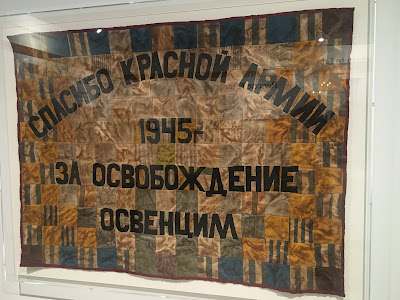 СПАСИБО КРАСНОЙ АРМИИ
1945г
ЗА ОСВОБОЖДЕНИЕ
ОСВЕНЦИМ